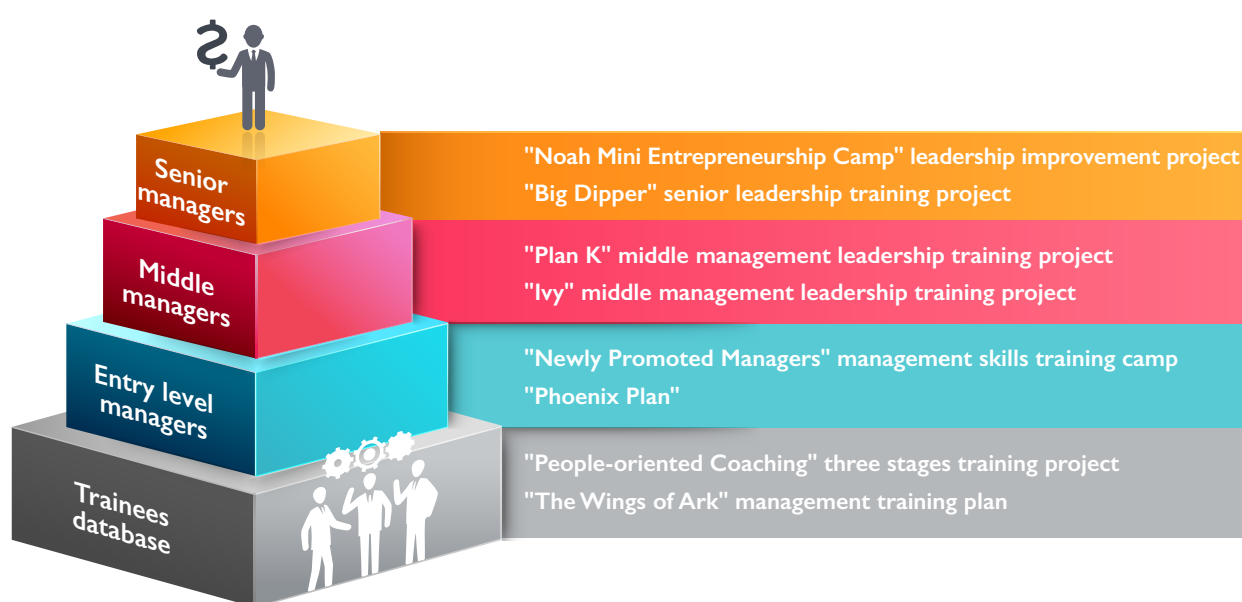 Senior
managers
"Noah Mini Entrepreneurship Camp" leadership improvement project
"Big Dipper" senior leadership training project
Middle
managers
"Plan K" middle management leadership training project
"Ivy" middle management leadership training project
Entry level
managers
"Newly Promoted Managers" management skills training camp
"Phoenix Plan"
Trainees
database
"People-oriented Coaching" three stages training project
"The Wings of Ark" management training plan